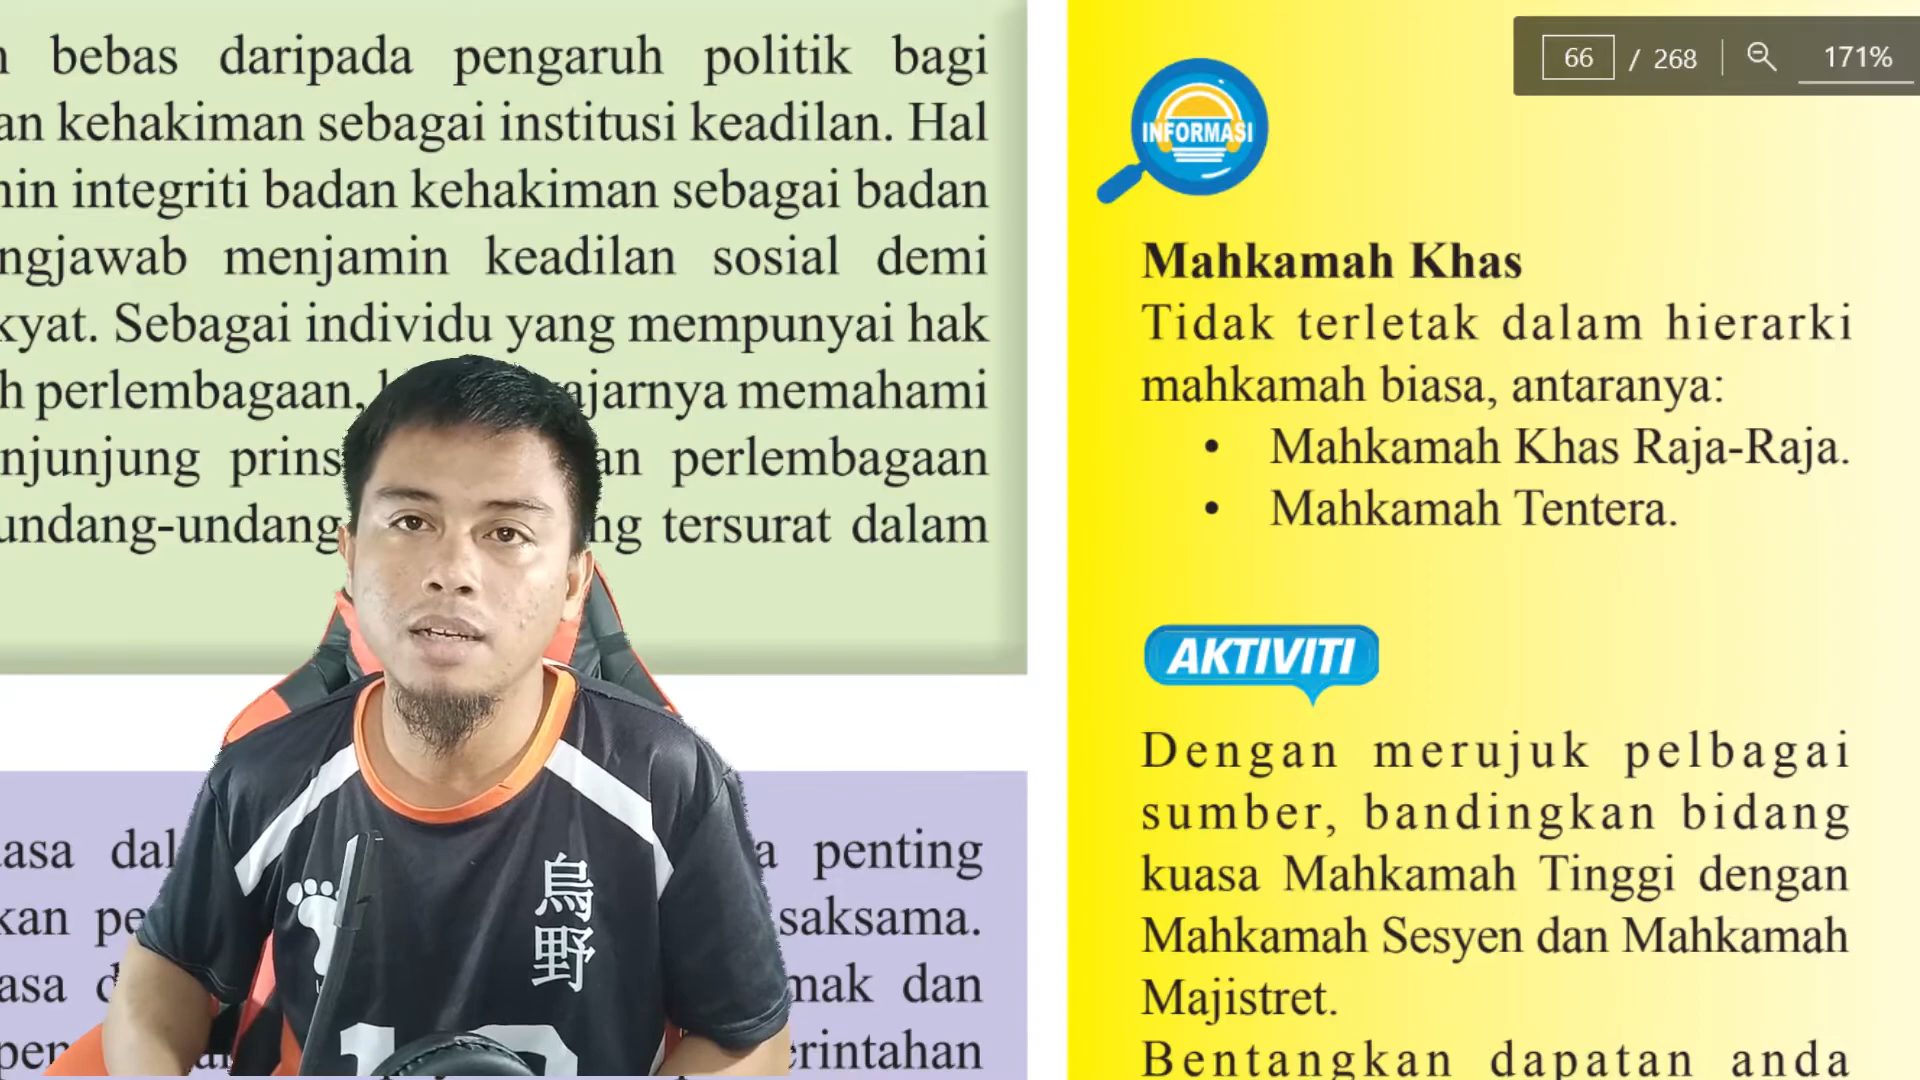 bebas daripada pengaruh politik bagi
an kehakiman sebagai institusi keadilan. Hal
integriti badan kehakiman sebagai badan
ngjawab menjamin keadilan sosial demi
kyat. Sebagai individu yang mempunyai hak
h perlembagaan, ajarnya memahami
njunjung prins an perlembagaan
undang-undang ng tersurat dalam
asa dal a penting
kan pe saksama.
asa d mak dan
pen erintahan
烏野
66 / 268 171%
INFORMASI
Mahkamah Khas
Tidak terletak dalam hierarki
mahkamah biasa, antaranya:
• Mahkamah Khas Raja-Raja.
• Mahkamah Tentera.
AKTIVITI
Dengan merujuk pelbagai
sumber, bandingkan bidang
kuasa Mahkamah Tinggi dengan
Mahkamah Sesyen dan Mahkamah
Majistret.
Bentangkan dapatan anda